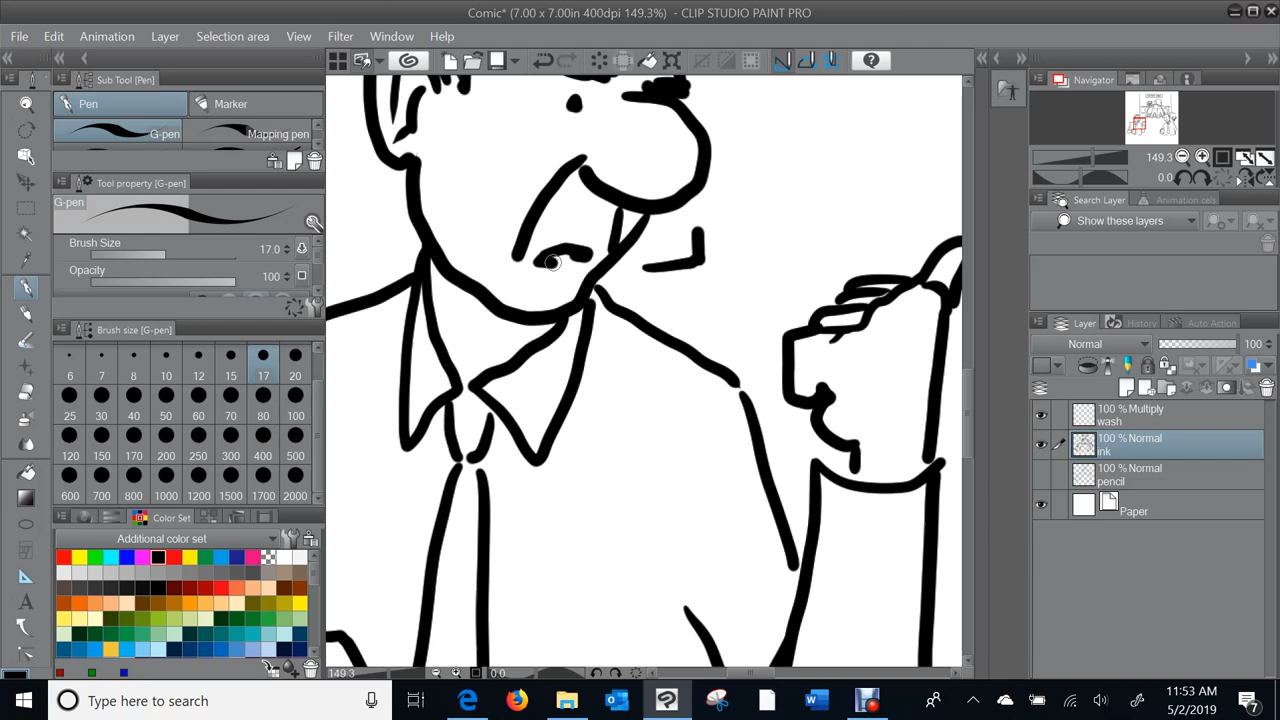 Comic* (7.00 x 7.00in 400dpi 149.3%) - CLIP STUDIO PAINT PRO
File Edit Animation Layer Selection area View Filter Window Help
Sub Tool [Pen]
Pen
Marker
G-pen
Mapping pen
Tool property [G-pen]
G-pen
Brush Size 17.0
Opacity 100
Brush size [G-pen]
6 7 8 10 12 15 17 20
25 30 40 50 60 70 80 100
120 150 170 200 250 300 400 500
600 700 800 1000 1200 1500 1700 2000
Color Set
Additional color set
149.3
0.0
Navigator
149.3
0.0
Search Layer
Animation cels
Show these layers
Layer
History
Auto Action
Normal
100
100 % Multiply
wash
100 % Normal
ink
100 % Normal
pencil
Paper
Type here to search
11:53 AM
5/2/2019
7